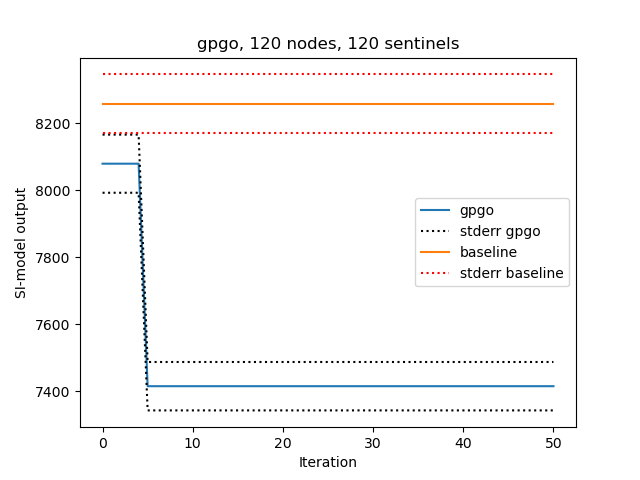 gpgo, 120 nodes, 120 sentinels
SI-model output
8200
8000
7800
7600
7400
gpgo
stderr gpgo
baseline
stderr baseline
0 10 20 30 40 50
Iteration